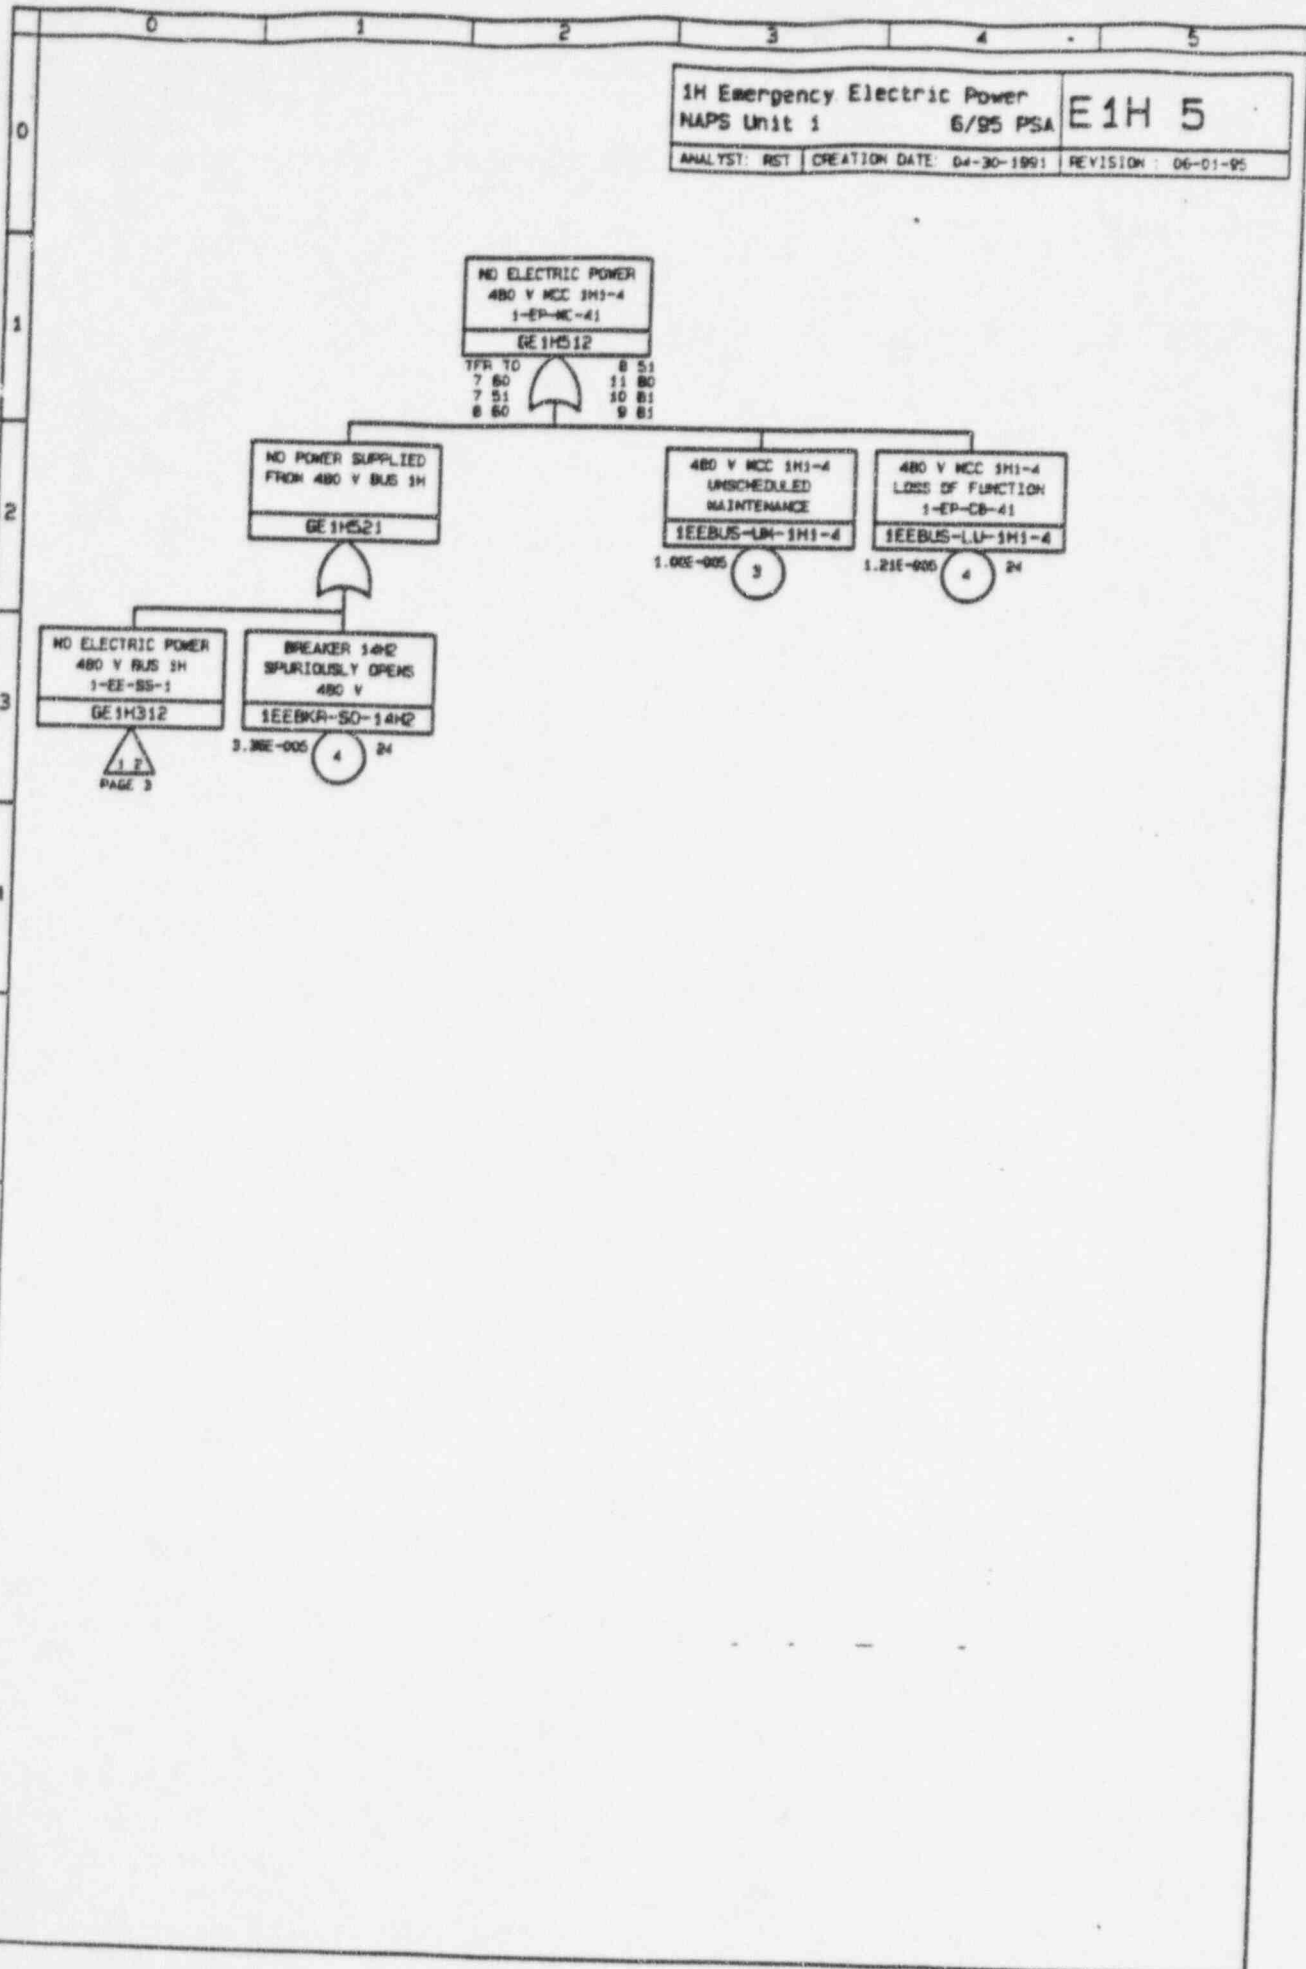 0 1 2 3 4 5
1H Emergency Electric Power
NAPS Unit 1 6/95 PSA
E1H 5
ANALYST: RST CREATION DATE: 04-30-1991 REVISION : 06-01-95
0
1
2
3
NO ELECTRIC POWER
480 V MCC 1H1-4
1-EP-MC-41
GE1H512
TFR TO 8 51
7 60 11 80
7 51 10 81
8 60 9 81
NO POWER SUPPLIED
FROM 480 V BUS 1H
GE1H521
480 V MCC 1H1-4
UNSCHEDULED
MAINTENANCE
1EEBUS-UM-1H1-4
1.00E-005 3
480 V MCC 1H1-4
LOSS OF FUNCTION
1-EP-CB-41
1EEBUS-LU-1H1-4
1.21E-005 4 24
NO ELECTRIC POWER
480 V BUS 1H
1-EE-SS-1
GE1H312
1 2
PAGE 3
BREAKER 14H2
SPURIOUSLY OPENS
480 V
1EEBKR-SO-14H2
4 24